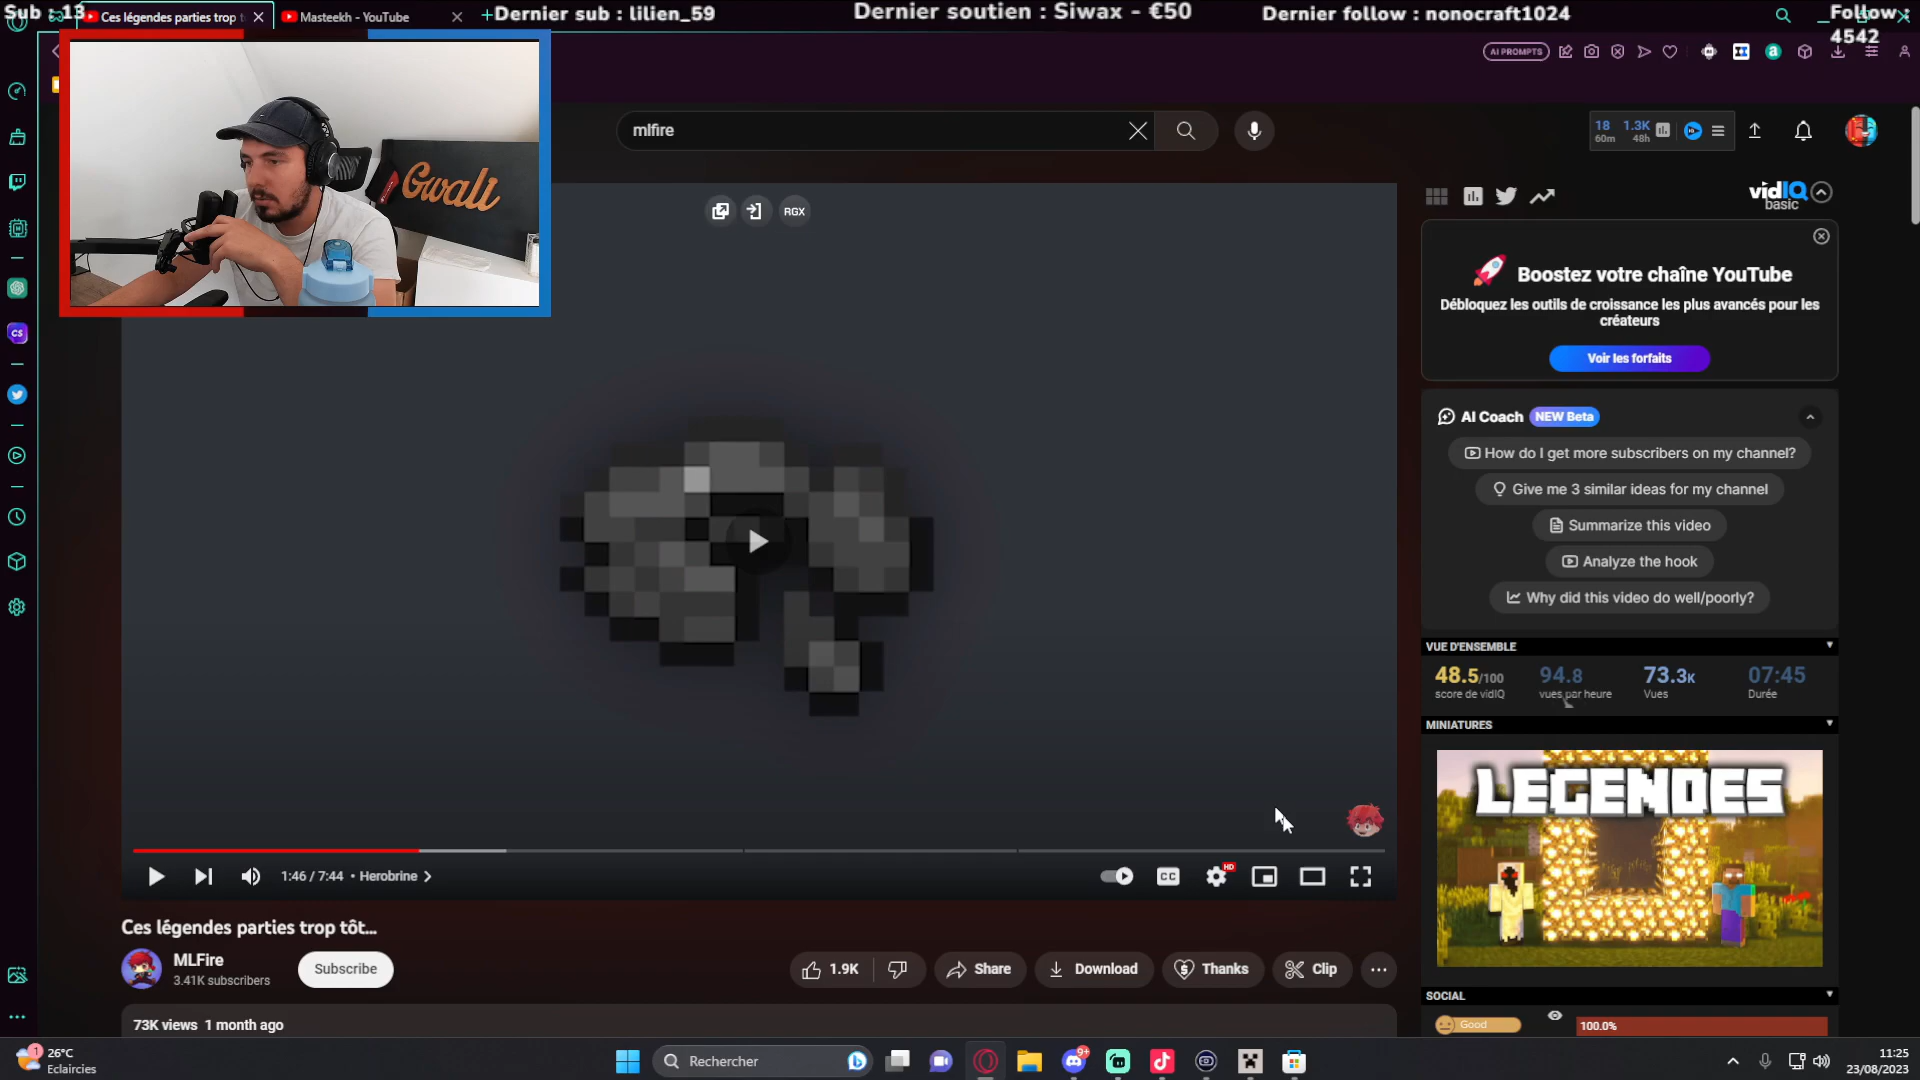 Sub : 13
Ces légendes parties trop t
Masteekh - YouTube
Dernier sub : lilien_59
Dernier soutien : Siwax - €50
Dernier follow : nonocraft1024
Follow :
4542
AI PROMPTS
Gwali
mlfire
18
60m
1.3K
48h
RGX
vidIQ
basic
Boostez votre chaîne YouTube
Débloquez les outils de croissance les plus avancés pour les
créateurs
Voir les forfaits
AI Coach NEW Beta
How do I get more subscribers on my channel?
Give me 3 similar ideas for my channel
Summarize this video
Analyze the hook
Why did this video do well/poorly?
VUE D'ENSEMBLE
48.5/100
score de vidIQ
94.8
vues par heure
73.3K
Vues
07:45
Durée
MINIATURES
LEGENDES
SOCIAL
Good
100.0%
CS
1:46 / 7:44 • Herobrine
CC
HD
Ces légendes parties trop tôt...
MLFire
3.41K subscribers
Subscribe
1.9K
Share
Download
Thanks
Clip
73K views 1 month ago
1
26°C
Eclaircies
Rechercher
9+
11:25
23/08/2023